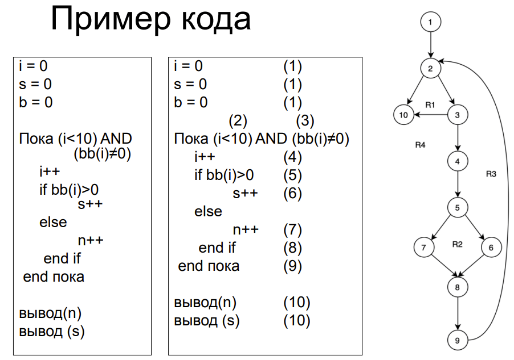 Пример кода
i = 0
s = 0
b = 0
Пока (i<10) AND
(bb(i)≠0)
i++
if bb(i)>0
s++
else
n++
end if
end пока
вывод(n)
вывод (s)
i = 0 (1)
s = 0 (1)
b = 0 (1)
(2) (3)
Пока (i<10) AND (bb(i)≠0)
i++ (4)
if bb(i)>0 (5)
s++ (6)
else
n++ (7)
end if (8)
end пока (9)
вывод(n) (10)
вывод (s) (10)
1
2
R1
10
3
R4
4
R3
5
7
R2
6
8
9